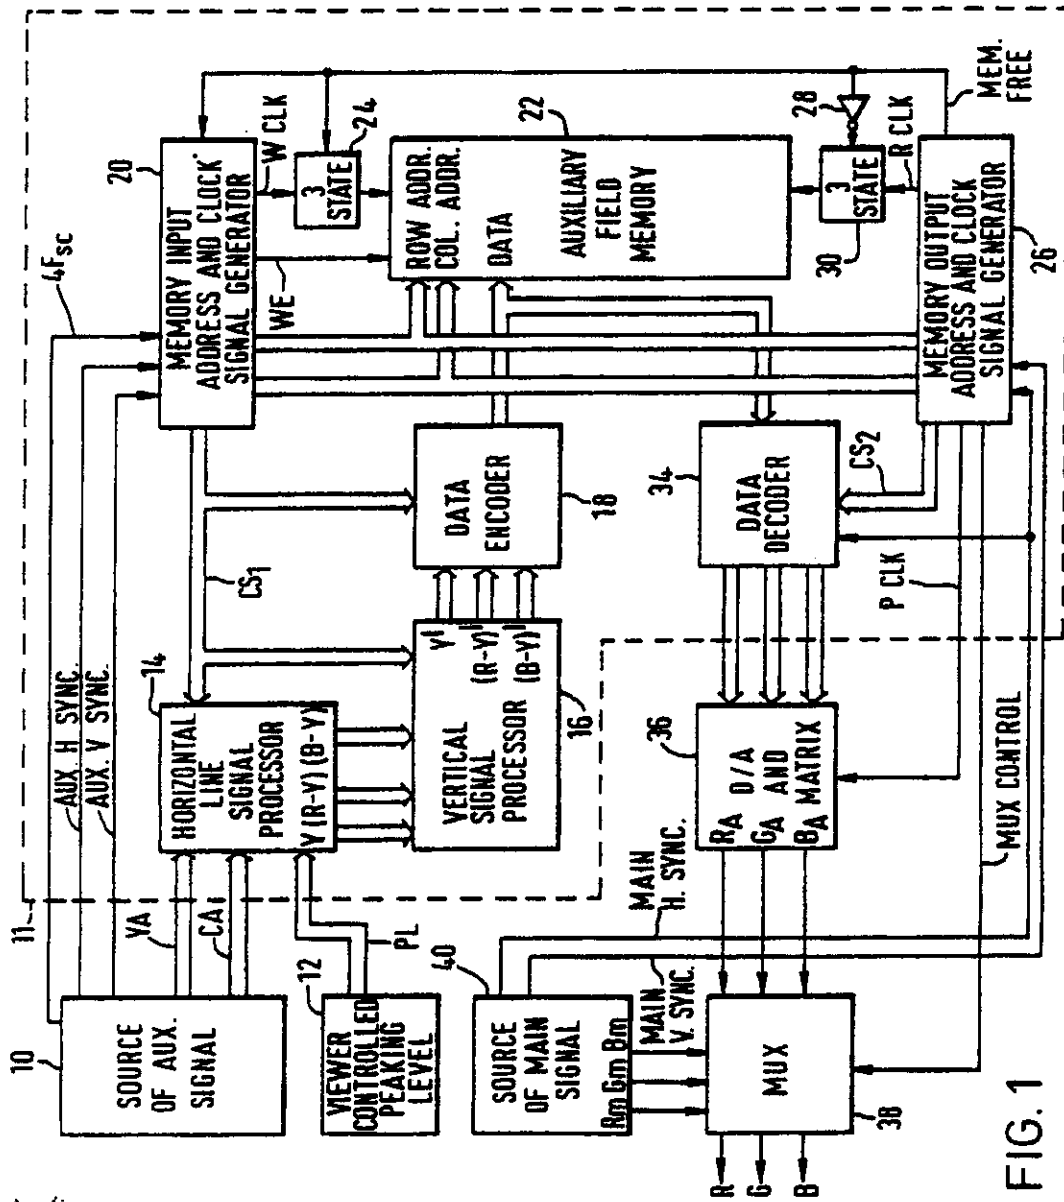 11
10
SOURCE
OF AUX.
SIGNAL
4FSC
AUX H SYNC.
AUX. V SYNC.
YA
CA
12
VIEWER
CONTROLLED
PEAKING
LEVEL
PL
14
HORIZONTAL
LINE
SIGNAL
PROCESSOR
Y (R-Y) (B-Y)
CS1
16
VERTICAL
SIGNAL
PROCESSOR
Y
(R-Y)
(B-Y)
18
DATA
ENCODER
20
MEMORY INPUT
ADDRESS AND CLOCK
SIGNAL GENERATOR
WE
W CLK
24
3
STATE
22
ROW ADDR.
COL. ADDR.
DATA
AUXILIARY
FIELD
MEMORY
28
30
3
STATE
R CLK
MEM.
FREE
26
MEMORY OUTPUT
ADDRESS AND CLOCK
SIGNAL GENERATOR
34
DATA
DECODER
CS2
P CLK
36
D/A
AND
MATRIX
RA
GA
BA
MUX CONTROL
40
SOURCE
OF MAIN
SIGNAL
Rm Gm Bm
MAIN
H. SYNC.
MAIN
V. SYNC.
MUX
38
R
G
B
FIG. 1